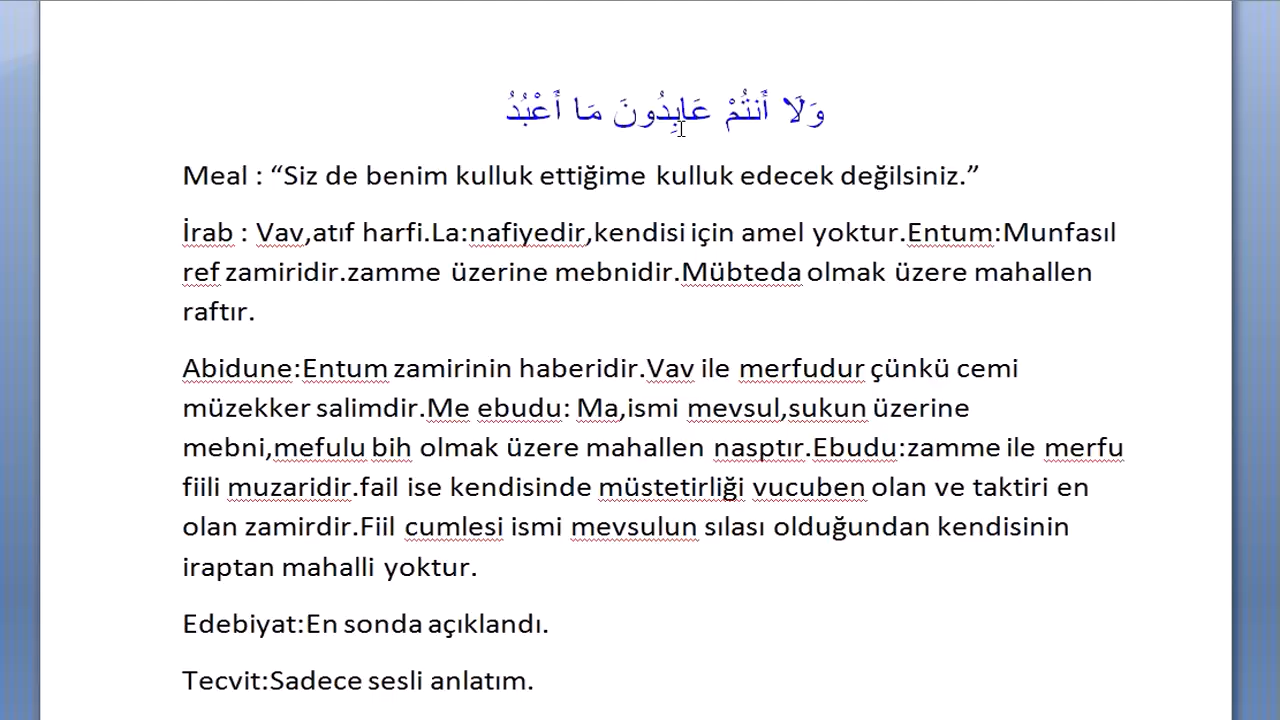 وَلَا أَنتُمْ عَابِدُونَ مَا أَعْبُدُ
Meal : “Siz de benim kulluk ettiğime kulluk edecek değilsiniz.”
İrab : Vav,atıf harfi.La:nafiyedir,kendisi için amel yoktur.Entum:Munfasıl
ref zamiridir.zamme üzerine mebnidir.Mübteda olmak üzere mahallen
raftır.
Abidune:Entum zamirinin haberidir.Vav ile merfudur çünkü cemi
müzekker salimdir.Me ebudu: Ma,ismi mevsul,sukun üzerine
mebni,mefulu bih olmak üzere mahallen nasptır.Ebudu:zamme ile merfu
fiili muzaridir.fail ise kendisinde müstetirliği vucuben olan ve taktiri en
olan zamirdir.Fiil cumlesi ismi mevsulun sılası olduğundan kendisinin
iraptan mahalli yoktur.
Edebiyat:En sonda açıklandı.
Tecvit:Sadece sesli anlatım.